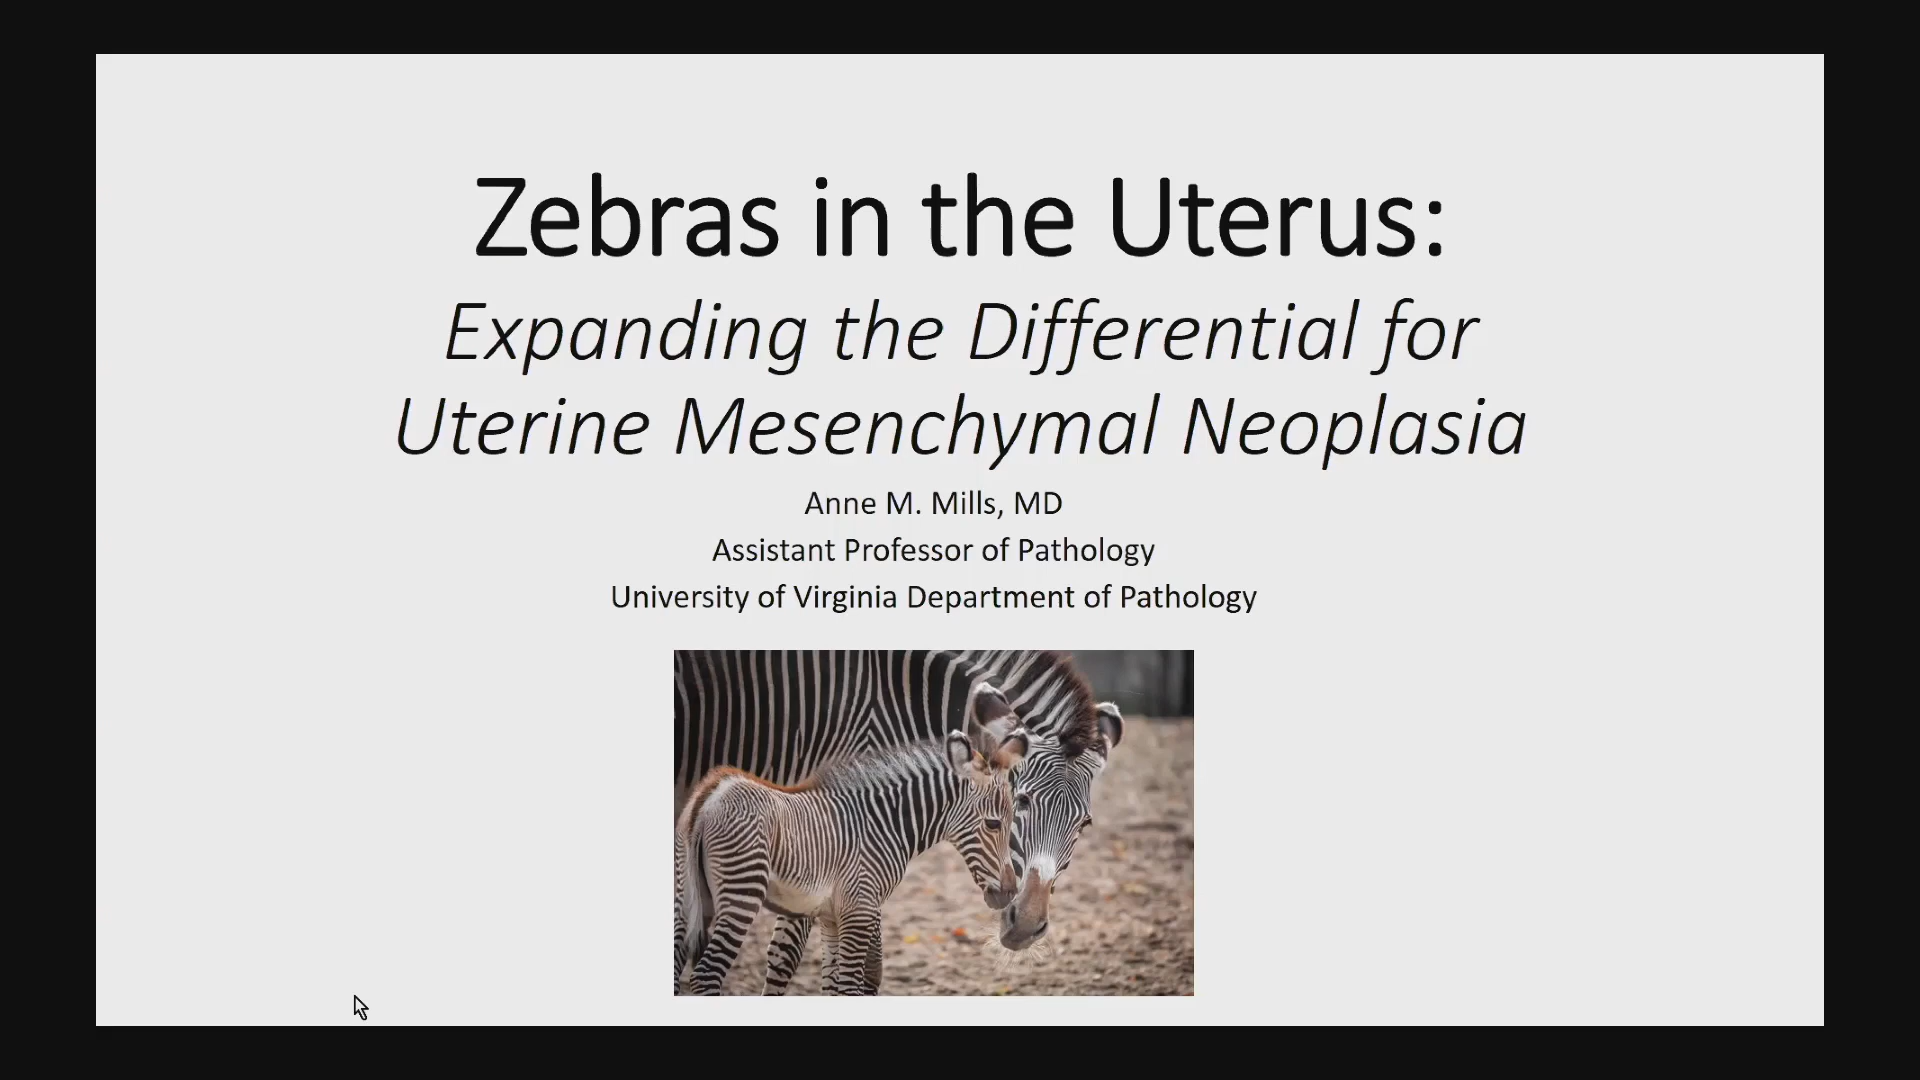 Zebras in the Uterus:
Expanding the Differential for
Uterine Mesenchymal Neoplasia
Anne M. Mills, MD
Assistant Professor of Pathology
University of Virginia Department of Pathology